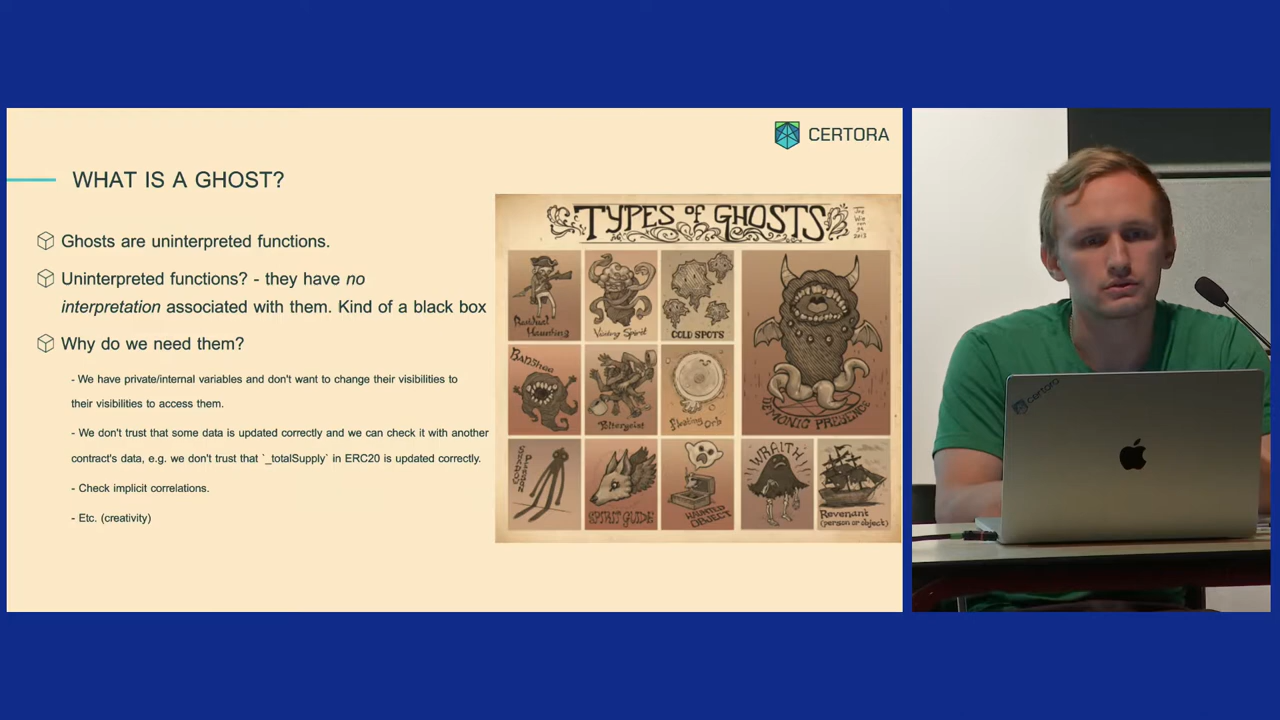 CERTORA
WHAT IS A GHOST?
Ghosts are uninterpreted functions.
Uninterpreted functions? - they have no
interpretation associated with them. Kind of a black box
Why do we need them?
- We have private/internal variables and don't want to change their visibilities to
their visibilities to access them.
- We don't trust that some data is updated correctly and we can check it with another
contract's data, e.g. we don't trust that `_totalSupply` in ERC20 is updated correctly.
- Check implicit correlations.
- Etc. (creativity)
TYPES OF GHOSTS
2013
Residual
Haunting
Visiting Spirit
COLD SPOTS
BANSHEE
Poltergeist
Floating Orb
DEMONIC PRESENCE
SHADOW
PERSON
SPIRIT GUIDE
HAUNTED
OBJECT
WRAITH
Revenant
(person or object)
certora